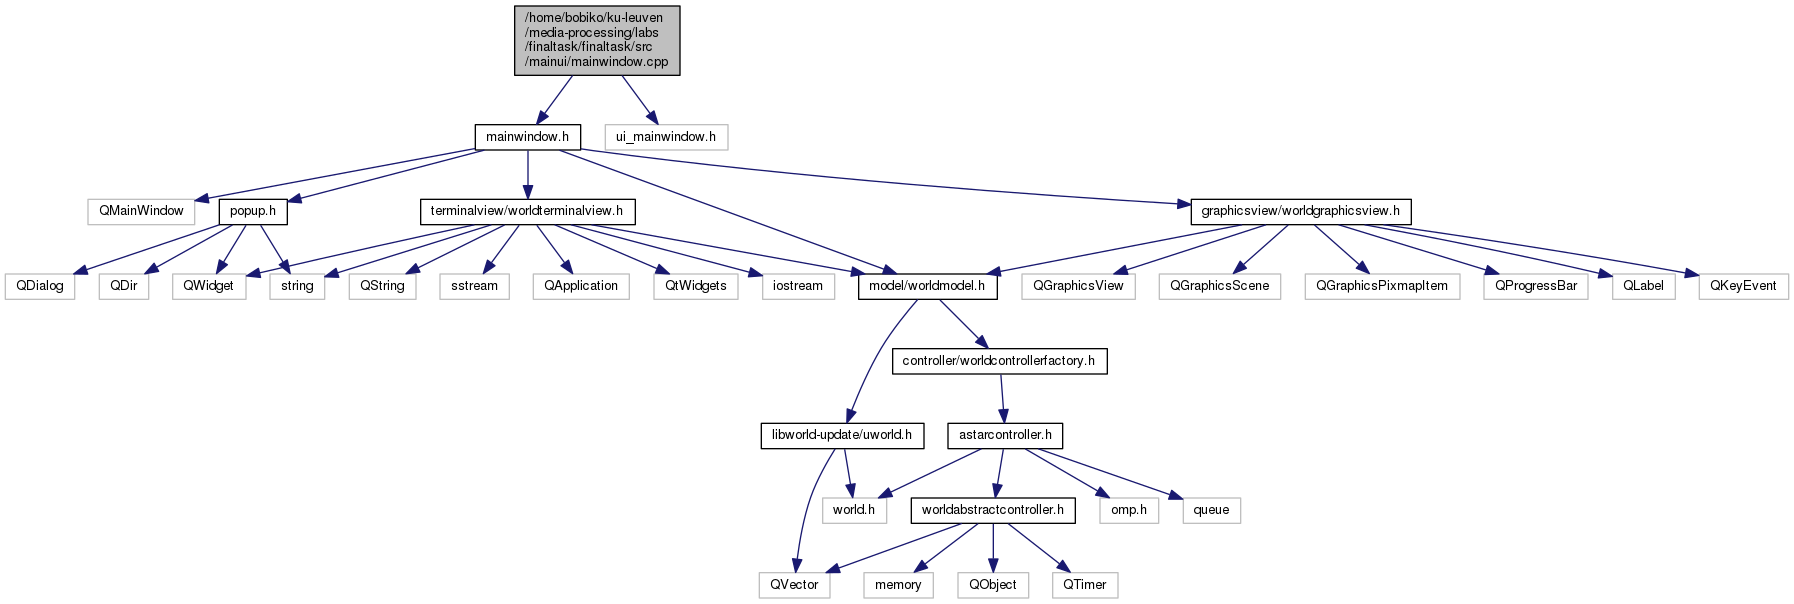 /home/bobiko/ku-leuven
/media-processing/labs
/finaltask/finaltask/src
/mainui/mainwindow.cpp
mainwindow.h
ui_mainwindow.h
QMainWindow
popup.h
terminalview/worldterminalview.h
graphicsview/worldgraphicsview.h
QDialog
QDir
QWidget
string
QString
sstream
QApplication
QtWidgets
iostream
model/worldmodel.h
QGraphicsView
QGraphicsScene
QGraphicsPixmapItem
QProgressBar
QLabel
QKeyEvent
controller/worldcontrollerfactory.h
libworld-update/uworld.h
astarcontroller.h
world.h
worldabstractcontroller.h
omp.h
queue
QVector
memory
QObject
QTimer